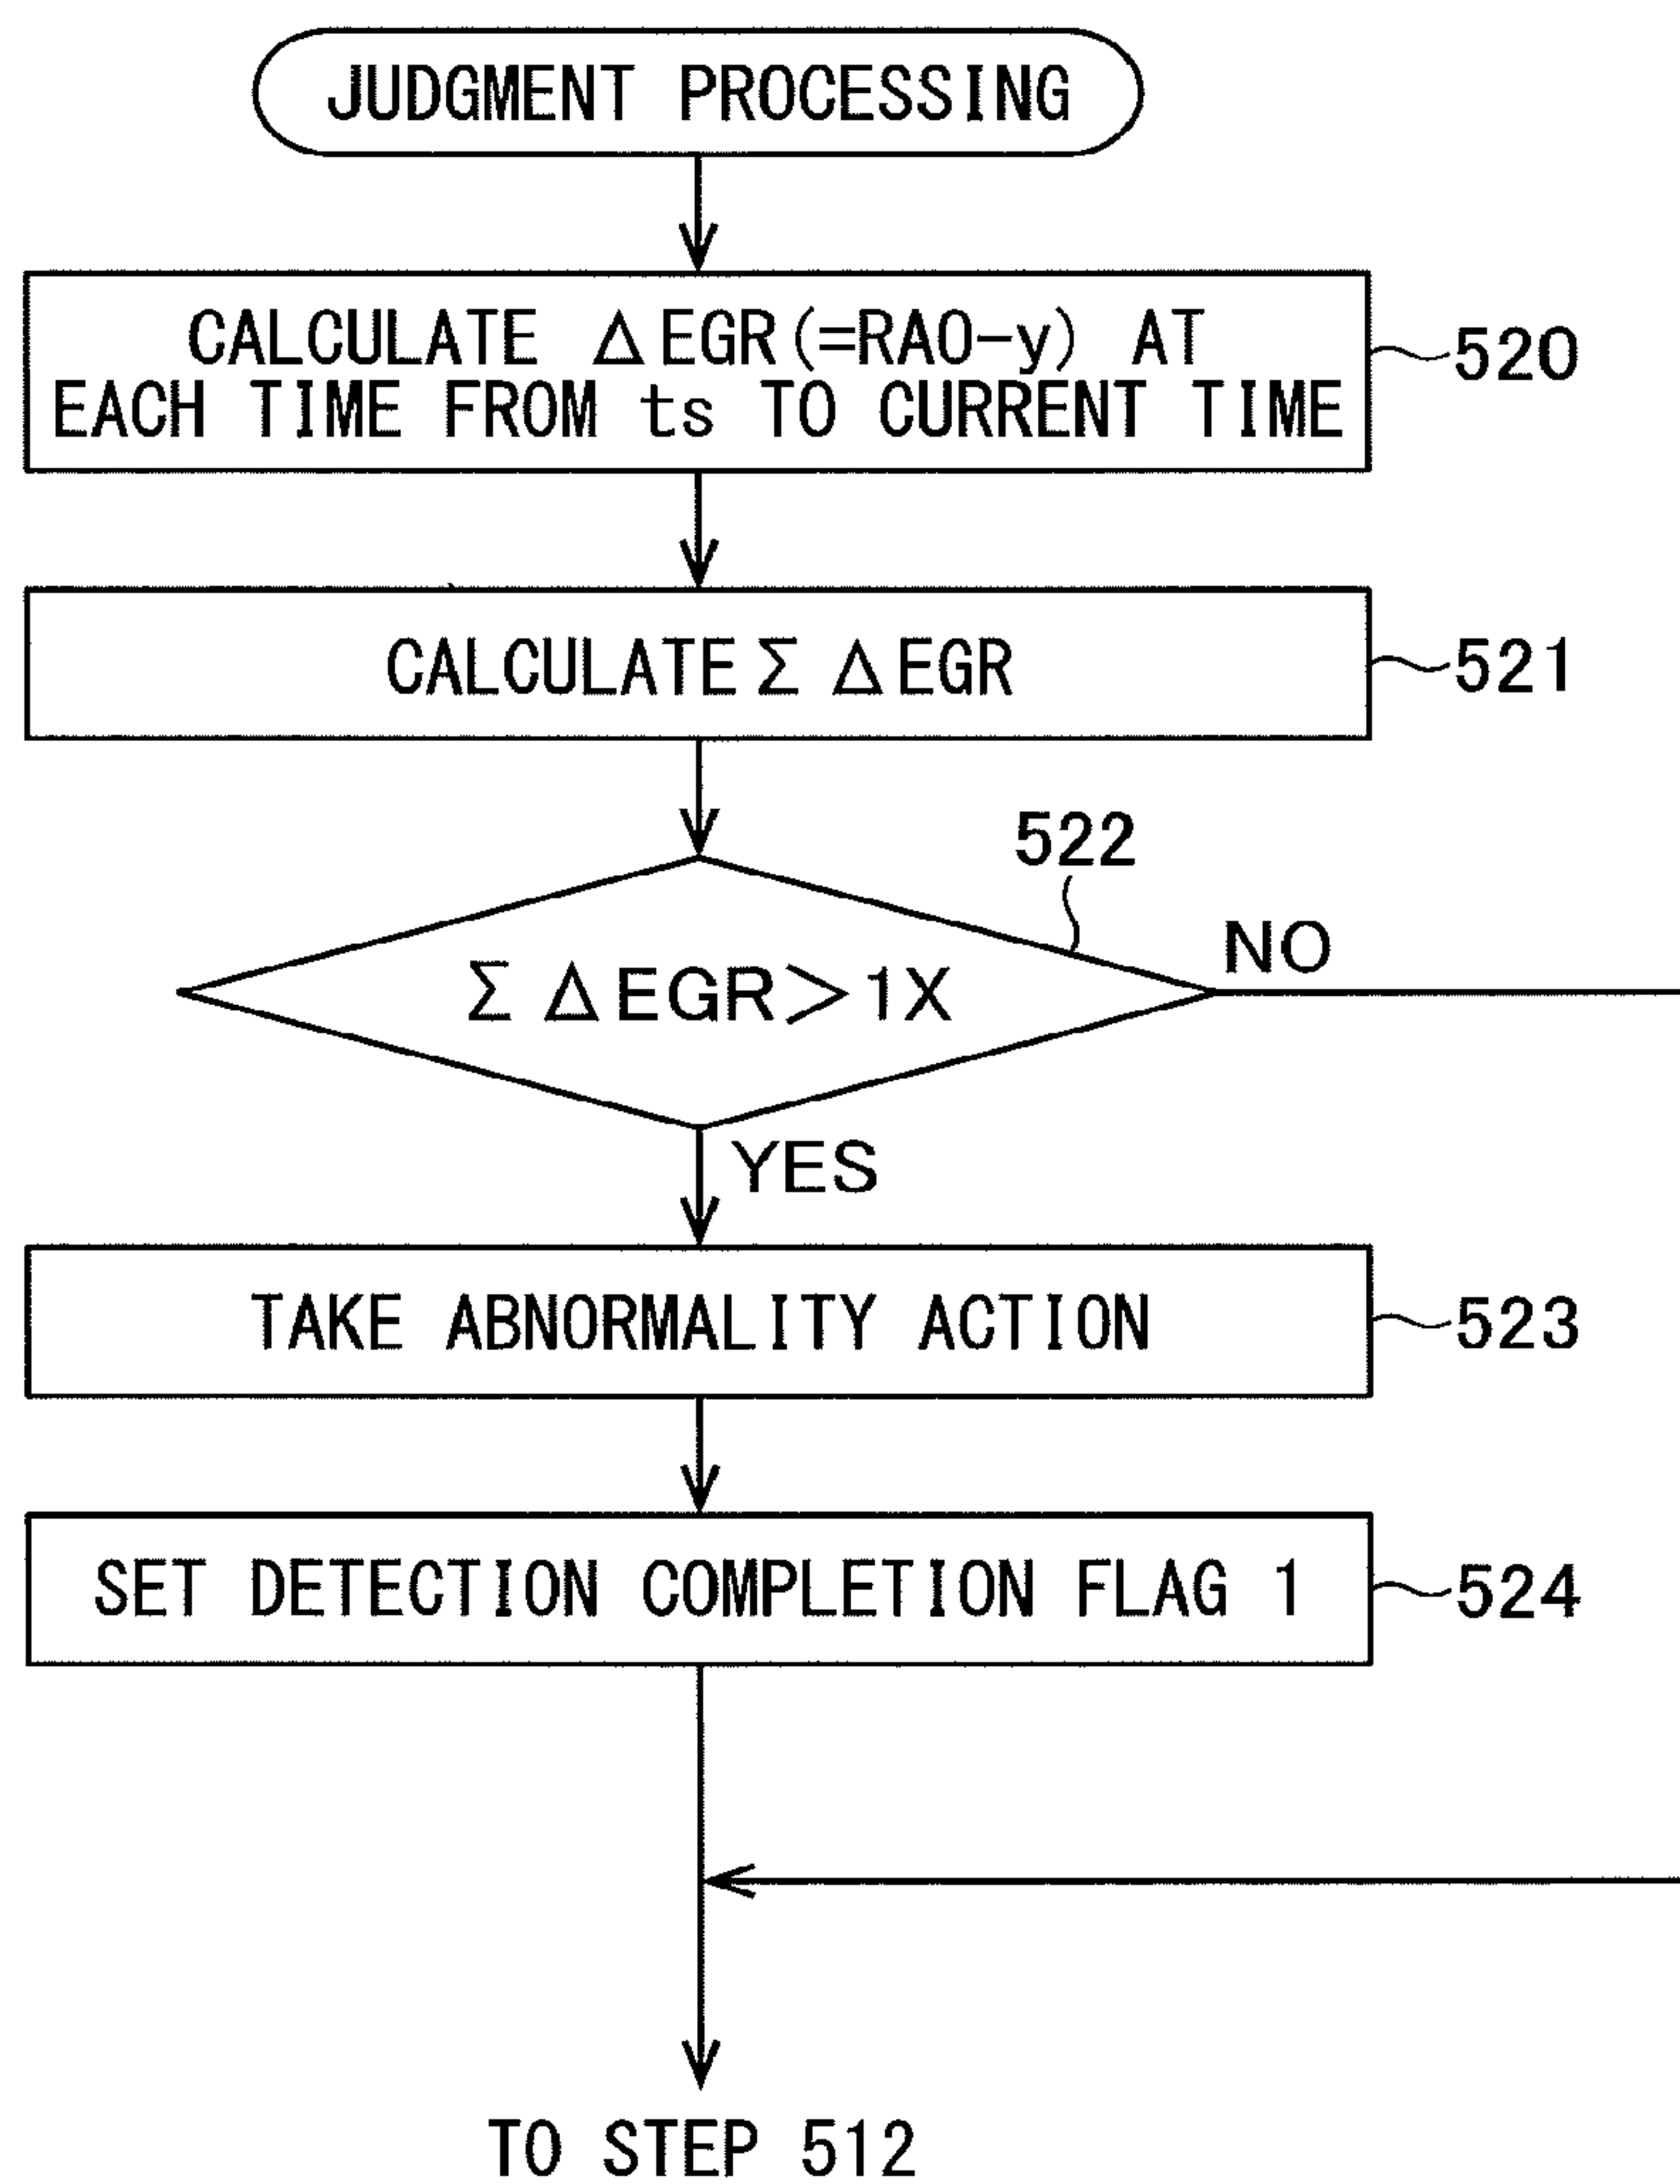 JUDGMENT PROCESSING
CALCULATE ΔEGR(=RAO-y) AT
EACH TIME FROM ts TO CURRENT TIME
520
CALCULATE Σ ΔEGR
521
522
Σ ΔEGR>1X
NO
YES
TAKE ABNORMALITY ACTION
523
SET DETECTION COMPLETION FLAG 1
524
TO STEP 512